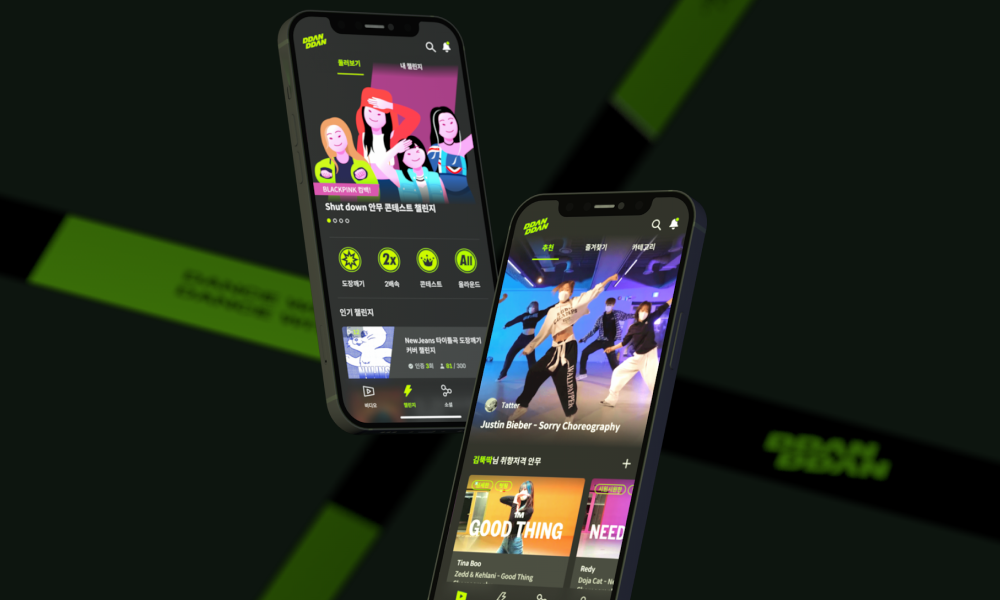 DDAN
DDAN
둘러보기
내 챌린지
BLACKPINK 컴백!
Shut down 안무 콘테스트 챌린지
2x
All
도장깨기
2배속
콘테스트
올라운드
인기 챌린지
NewJeans 타이틀곡 도장깨기
커버 챌린지
인증 3회
81 / 300
비디오
챌린지
소셜
DDAN
DDAN
추천
즐겨찾기
카테고리
Tatter
Justin Bieber - Sorry Choreography
김뚝딱님 취향저격 안무
I'M
GOOD THING
NEED
Tina Boo
Zedd & Kehlani - Good Thing
Redy
Doja Cat -
DDAN
DDAN